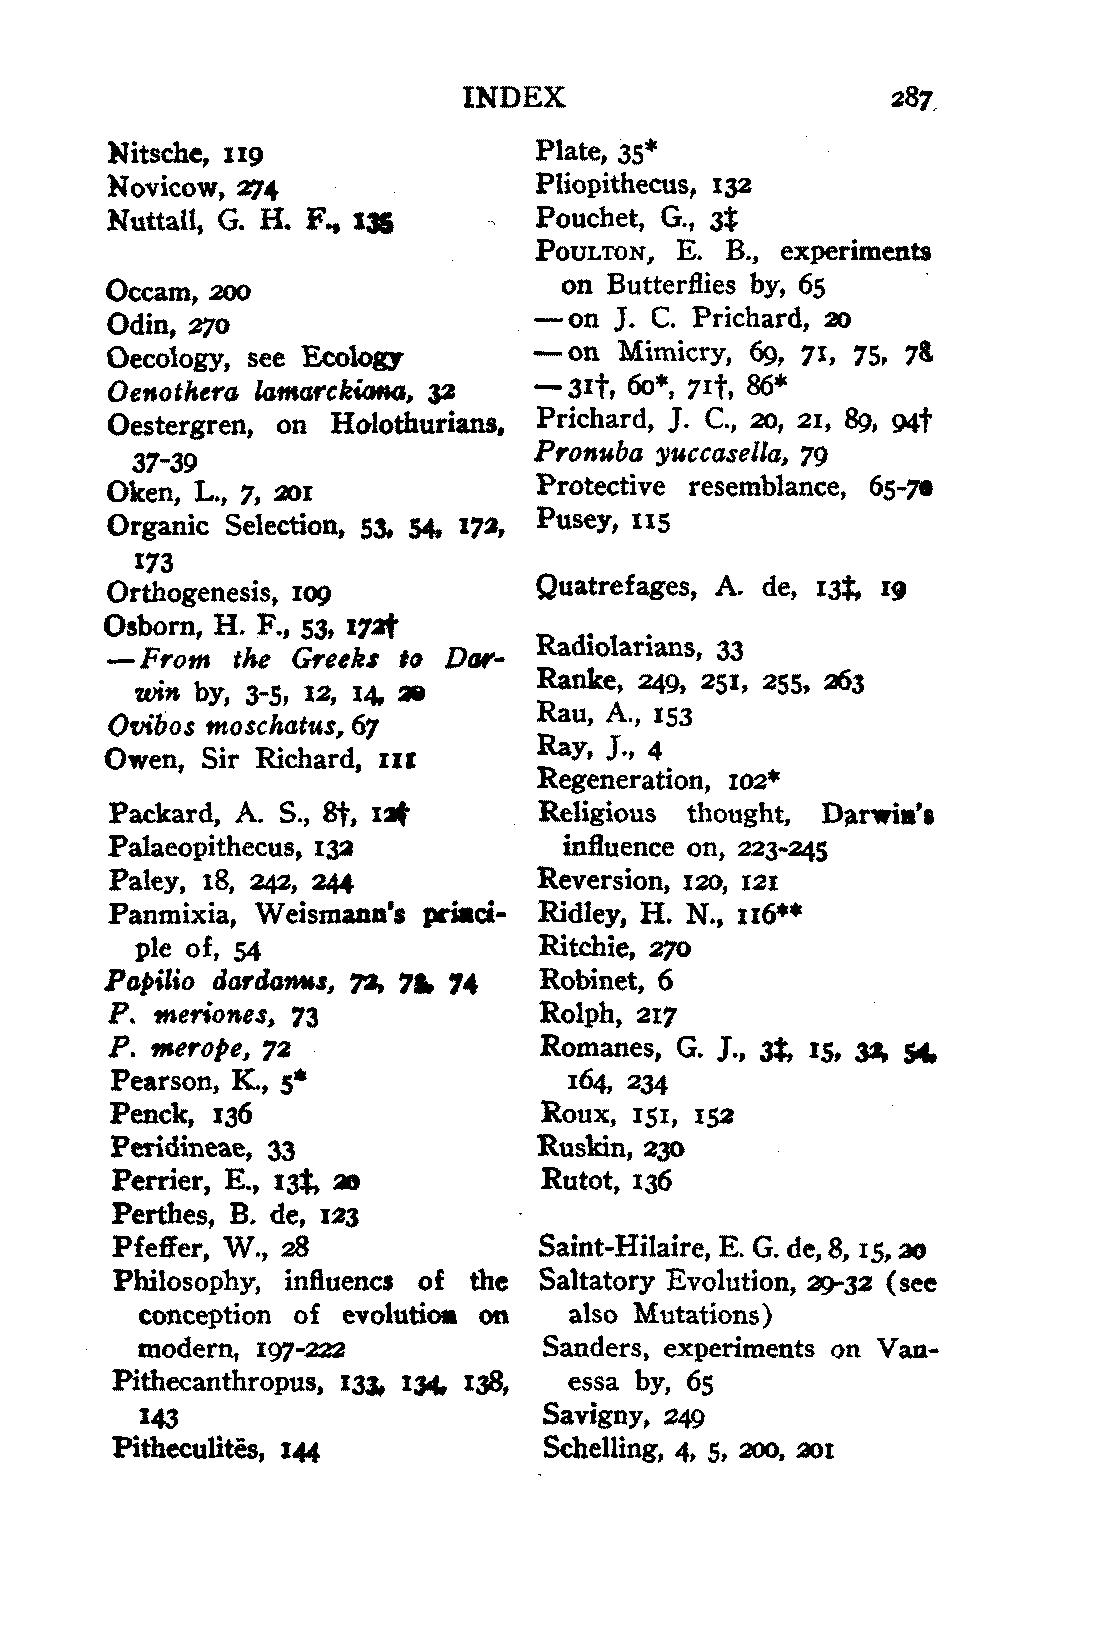 INDEX 287
Nitsche, 119
Novicow, 274
Nuttall, G. H. F., 135
Occam, 200
Odin, 270
Oecology, see Ecology
Oenothera lamarckiana, 32
Oestergren, on Holothurians,
37-39
Oken, L., 7, 201
Organic Selection, 53, 54, 172,
173
Orthogenesis, 109
Osborn, H. F., 53, 172†
—From the Greeks to Dar-
win by, 3-5, 12, 14, 20
Ovibos moschatus, 67
Owen, Sir Richard, 111
Packard, A. S., 8†, 12†
Palaeopithecus, 132
Paley, 18, 242, 244
Panmixia, Weismann's princi-
ple of, 54
Papilio dardanus, 72, 74
P. meriones, 73
P. merope, 72
Pearson, K., 5*
Penck, 136
Peridineae, 33
Perrier, E., 13‡, 20
Perthes, B. de, 123
Pfeffer, W., 28
Philosophy, influencs of the
conception of evolution on
modern, 197-222
Pithecanthropus, 133, 134, 138,
143
Pitheculitēs, 144
Plate, 35*
Pliopithecus, 132
Pouchet, G., 3‡
POULTON, E. B., experiments
on Butterflies by, 65
—on J. C. Prichard, 20
—on Mimicry, 69, 71, 75, 78
—31†, 60*, 71†, 86*
Prichard, J. C., 20, 21, 89, 94†
Pronuba yuccasella, 79
Protective resemblance, 65-70
Pusey, 115
Quatrefages, A. de, 13‡, 19
Radiolarians, 33
Ranke, 249, 251, 255, 263
Rau, A., 153
Ray, J., 4
Regeneration, 102*
Religious thought, Darwin's
influence on, 223-245
Reversion, 120, 121
Ridley, H. N., 116**
Ritchie, 270
Robinet, 6
Rolph, 217
Romanes, G. J., 3‡, 15, 32, 54,
164, 234
Roux, 151, 152
Ruskin, 230
Rutot, 136
Saint-Hilaire, E. G. de, 8, 15, 20
Saltatory Evolution, 29-32 (see
also Mutations)
Sanders, experiments on Van-
essa by, 65
Savigny, 249
Schelling, 4, 5, 200, 201